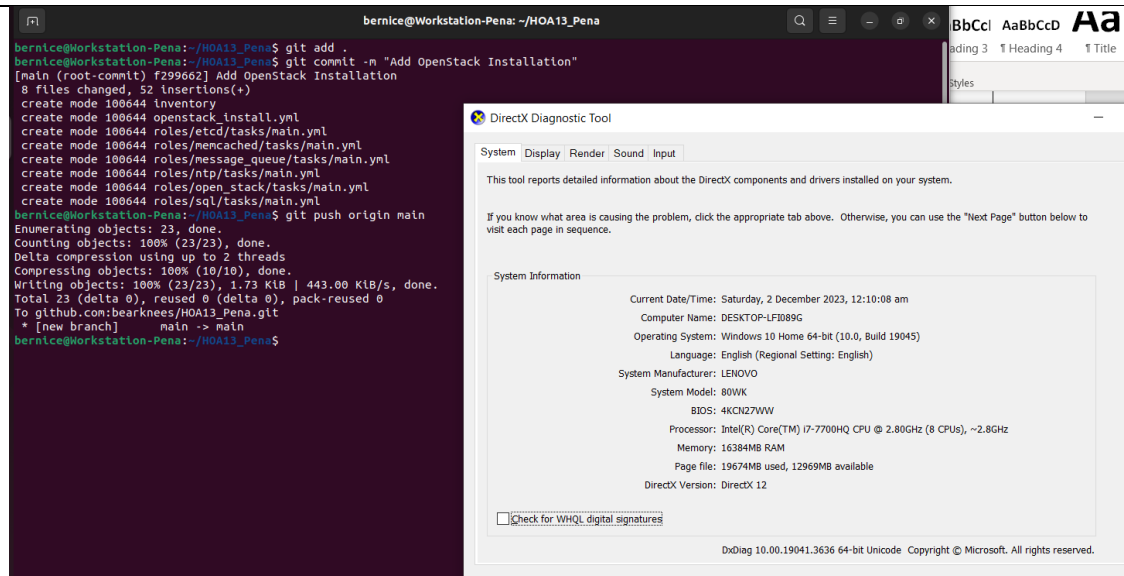 bernice@Workstation-Pena: ~/HOA13_Pena
bernice@Workstation-Pena:~/HOA13_Pena$ git add .
bernice@Workstation-Pena:~/HOA13_Pena$ git commit -m "Add OpenStack Installation"
[main (root-commit) f299662] Add OpenStack Installation
8 files changed, 52 insertions(+)
create mode 100644 inventory
create mode 100644 openstack_install.yml
create mode 100644 roles/etcd/tasks/main.yml
create mode 100644 roles/memcached/tasks/main.yml
create mode 100644 roles/message_queue/tasks/main.yml
create mode 100644 roles/ntp/tasks/main.yml
create mode 100644 roles/open_stack/tasks/main.yml
create mode 100644 roles/sql/tasks/main.yml
bernice@Workstation-Pena:~/HOA13_Pena$ git push origin main
Enumerating objects: 23, done.
Counting objects: 100% (23/23), done.
Delta compression using up to 2 threads
Compressing objects: 100% (10/10), done.
Writing objects: 100% (23/23), 1.73 KiB | 443.00 KiB/s, done.
Total 23 (delta 0), reused 0 (delta 0), pack-reused 0
To github.com:bearknees/HOA13_Pena.git
* [new branch] main -> main
bernice@Workstation-Pena:~/HOA13_Pena$
BbCcl AaBbCcD Aa
ading 3 ¶ Heading 4 ¶ Title
Styles
DirectX Diagnostic Tool
System Display Render Sound Input
This tool reports detailed information about the DirectX components and drivers installed on your system.
If you know what area is causing the problem, click the appropriate tab above. Otherwise, you can use the "Next Page" button below to
visit each page in sequence.
System Information
Current Date/Time: Saturday, 2 December 2023, 12:10:08 am
Computer Name: DESKTOP-LFI089G
Operating System: Windows 10 Home 64-bit (10.0, Build 19045)
Language: English (Regional Setting: English)
System Manufacturer: LENOVO
System Model: 80WK
BIOS: 4KCN27WW
Processor: Intel(R) Core(TM) i7-7700HQ CPU @ 2.80GHz (8 CPUs), ~2.8GHz
Memory: 16384MB RAM
Page file: 19674MB used, 12969MB available
DirectX Version: DirectX 12
Check for WHQL digital signatures
DxDiag 10.00.19041.3636 64-bit Unicode Copyright © Microsoft. All rights reserved.